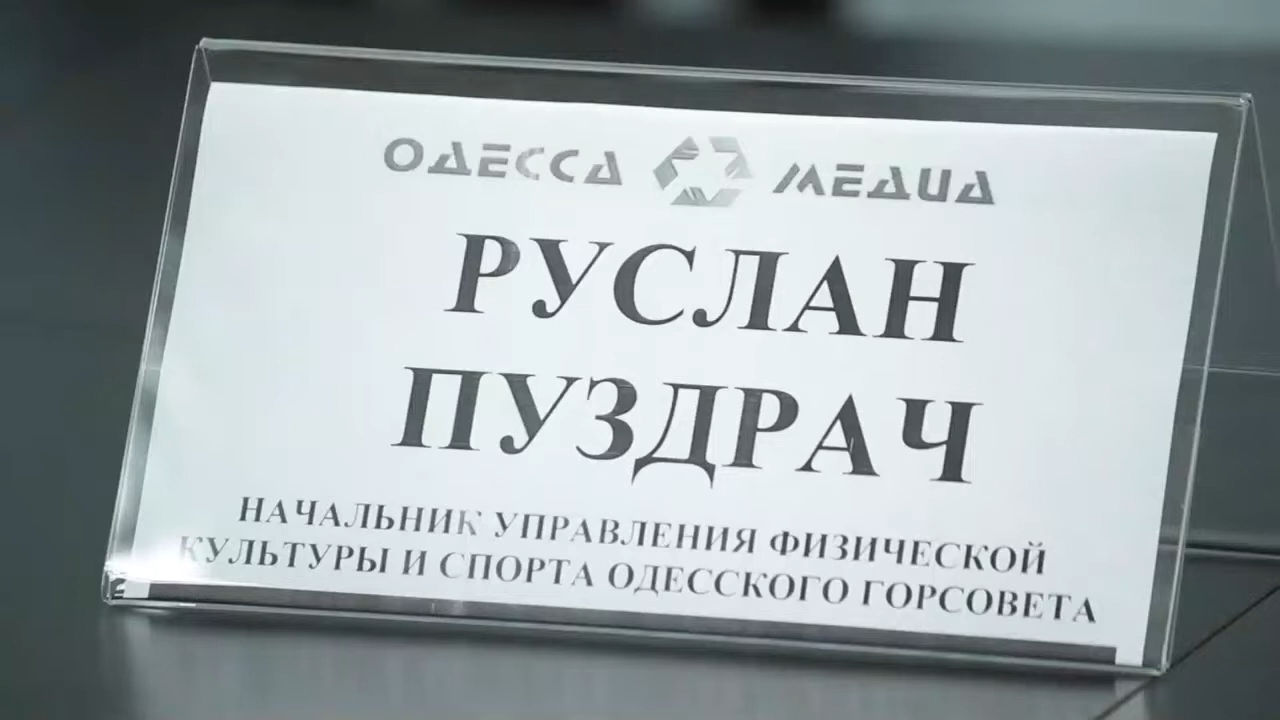 ОДЕССА МЕДИА
РУСЛАН
ПУЗДРАЧ
НАЧАЛЬНИК УПРАВЛЕНИЯ ФИЗИЧЕСКОЙ
КУЛЬТУРЫ И СПОРТА ОДЕССКОГО ГОРСОВЕТА